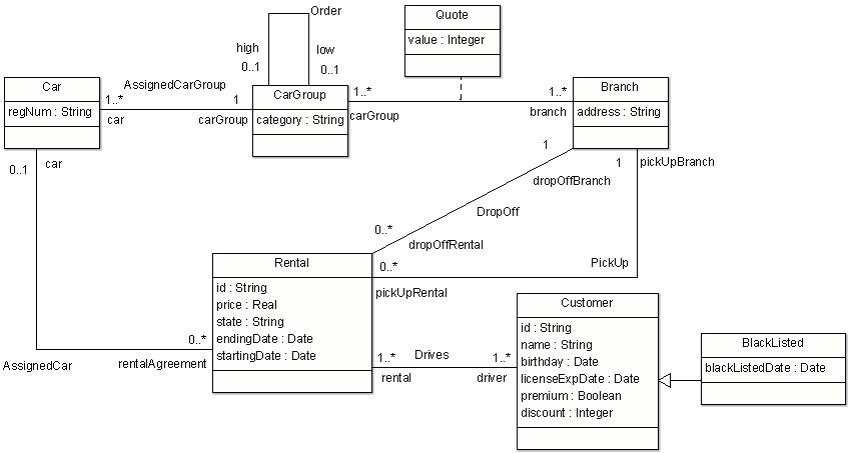 Order
Quote
value : Integer
high
low
0..1
0..1
Car
regNum : String
AssignedCarGroup
1..*
1
car
carGroup
CarGroup
category : String
1..*
1..*
carGroup
branch
Branch
address : String
0..1
car
1
dropOffBranch
1
pickUpBranch
DropOff
0..*
dropOffRental
PickUp
0..*
pickUpRental
Rental
id : String
price : Real
state : String
endingDate : Date
startingDate : Date
0..*
AssignedCar
rentalAgreement
1..*
Drives
1..*
rental
driver
Customer
id : String
name : String
birthday : Date
licenseExpDate : Date
premium : Boolean
discount : Integer
BlackListed
blackListedDate : Date